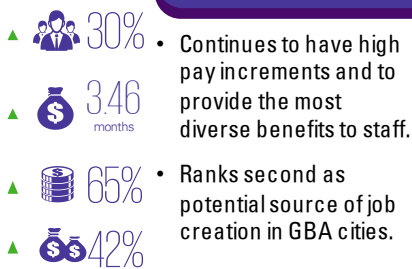 30%
3.46
months
65%
42%
• Continues to have high
pay increments and to
provide the most
diverse benefits to staff.
• Ranks second as
potential source of job
creation in GBA cities.